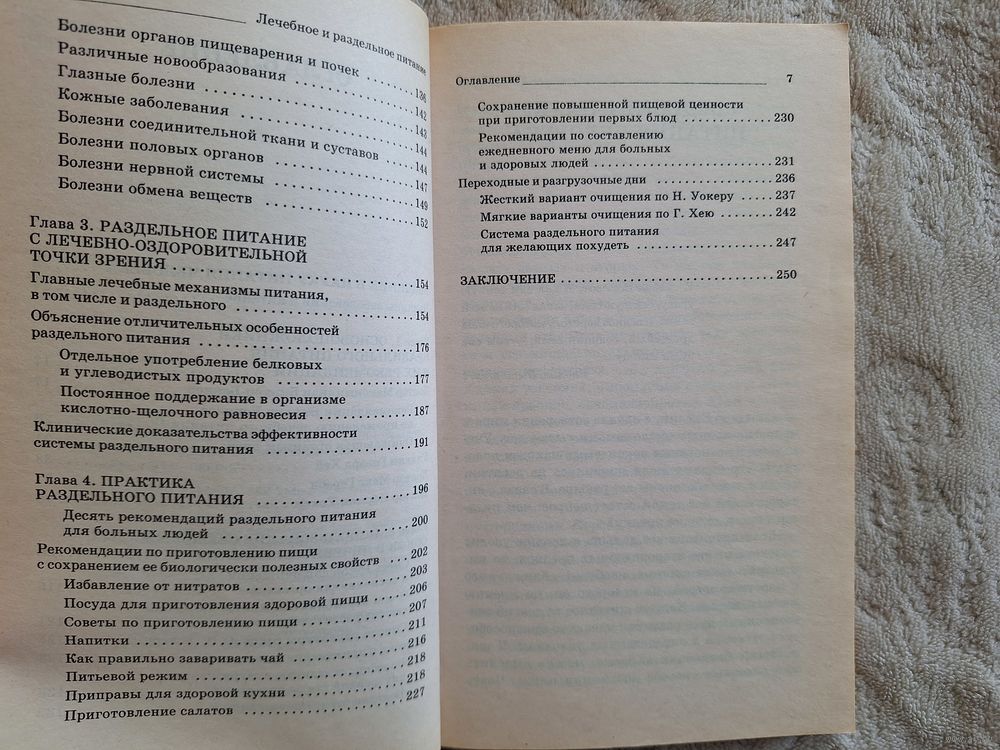 Лечебное и раздельное питание
Болезни органов пищеварения и почек ..... 136
Различные новообразования ..... 142
Глазные болезни ..... 143
Кожные заболевания ..... 144
Болезни соединительной ткани и суставов ..... 144
Болезни половых органов ..... 147
Болезни нервной системы ..... 149
Болезни обмена веществ ..... 152
Глава 3. РАЗДЕЛЬНОЕ ПИТАНИЕ
С ЛЕЧЕБНО-ОЗДОРОВИТЕЛЬНОЙ
ТОЧКИ ЗРЕНИЯ ..... 154
Главные лечебные механизмы питания,
в том числе и раздельного ..... 154
Объяснение отличительных особенностей
раздельного питания ..... 176
Отдельное употребление белковых
и углеводистых продуктов ..... 177
Постоянное поддержание в организме
кислотно-щелочного равновесия ..... 187
Клинические доказательства эффективности
системы раздельного питания ..... 191
Глава 4. ПРАКТИКА
РАЗДЕЛЬНОГО ПИТАНИЯ ..... 196
Десять рекомендаций раздельного питания
для больных людей ..... 200
Рекомендации по приготовлению пищи
с сохранением ее биологически полезных свойств ..... 202
Избавление от нитратов ..... 203
Посуда для приготовления здоровой пищи ..... 206
Советы по приготовлению пищи ..... 207
Напитки ..... 211
Как правильно заваривать чай ..... 216
Питьевой режим ..... 218
Приправы для здоровой кухни ..... 218
Приготовление салатов ..... 227
Оглавление 7
Сохранение повышенной пищевой ценности
при приготовлении первых блюд ..... 230
Рекомендации по составлению
ежедневного меню для больных
и здоровых людей ..... 231
Переходные и разгрузочные дни ..... 236
Жесткий вариант очищения по Н. Уокеру ..... 237
Мягкие варианты очищения по Г. Хею ..... 242
Система раздельного питания
для желающих похудеть ..... 247
ЗАКЛЮЧЕНИЕ ..... 250